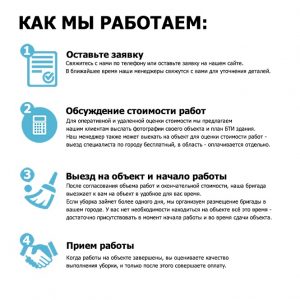 КАК МЫ РАБОТАЕМ:
1
Оставьте заявку
Свяжитесь с нами по телефону или оставьте заявку на нашем сайте.
В ближайшее время наши менеджеры свяжутся с вами для уточнения деталей.
2
Обсуждение стоимости работ
Для оперативной и удаленной оценки стоимости мы предлагаем
нашим клиентам выслать фотографии своего объекта и план БТИ здания.
Наш менеджер также может выехать на объект для оценки стоимости работ -
выезд специалиста по городу бесплатный, в область - оплачивается отдельно.
3
Выезд на объект и начало работы
После согласования объема работ и окончательной стоимости, наша бригада
выезжает к вам на объект в удобное для вас время.
Если уборка займет более одного дня, мы организуем размещение бригады в
вашем городе. У вас нет необходимости находиться на объекте всё это время -
достаточно присутствовать в момент начала работы и во время сдачи объекта.
4
Прием работы
Когда работы на объекте завершены, вы оцениваете качество
выполнения уборки, и только после этого совершаете оплату.